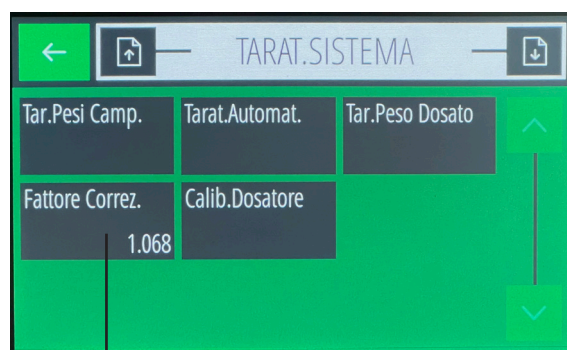 TARAT.SISTEMA
Tar.Pesi Camp.
Tarat.Automat.
Tar.Peso Dosato
Fattore Correz.
1.068
Calib.Dosatore